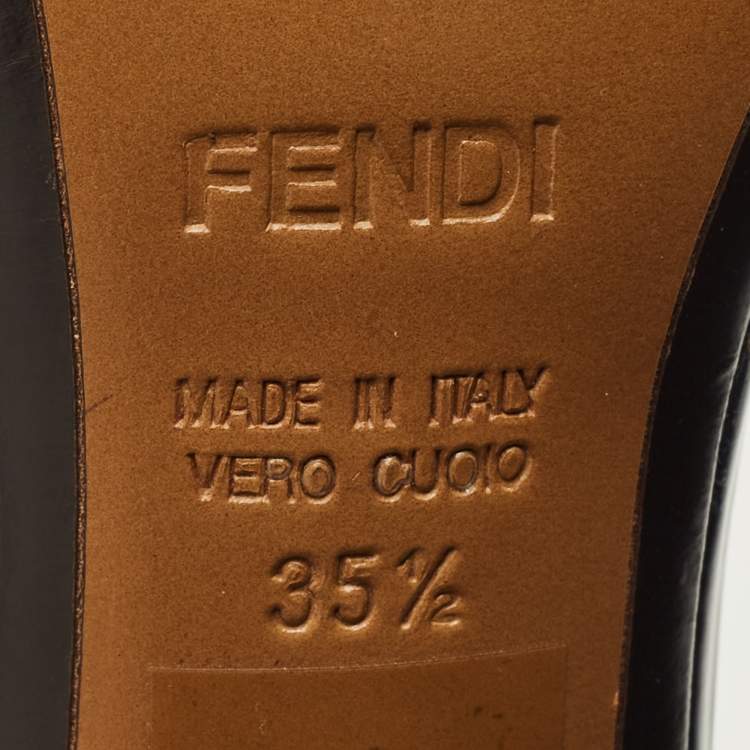 FENDI
MADE IN ITALY
VERO CUOIO
35½